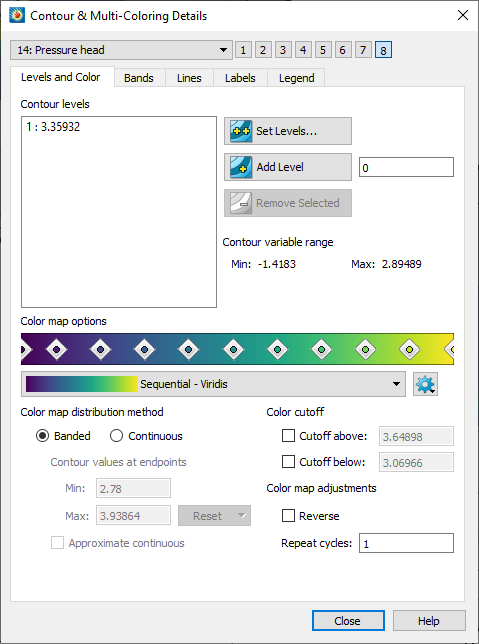 Contour & Multi-Coloring Details
14: Pressure head 1 2 3 4 5 6 7 8
Levels and Color Bands Lines Labels Legend
Contour levels
1 : 3.35932
Set Levels...
Add Level 0
Remove Selected
Contour variable range
Min: -1.4183 Max: 2.89489
Color map options
Sequential - Viridis
Color map distribution method
Banded Continuous
Contour values at endpoints
Min: 2.78
Max: 3.93864 Reset
Approximate continuous
Color cutoff
Cutoff above: 3.64898
Cutoff below: 3.06966
Color map adjustments
Reverse
Repeat cycles: 1
Close Help